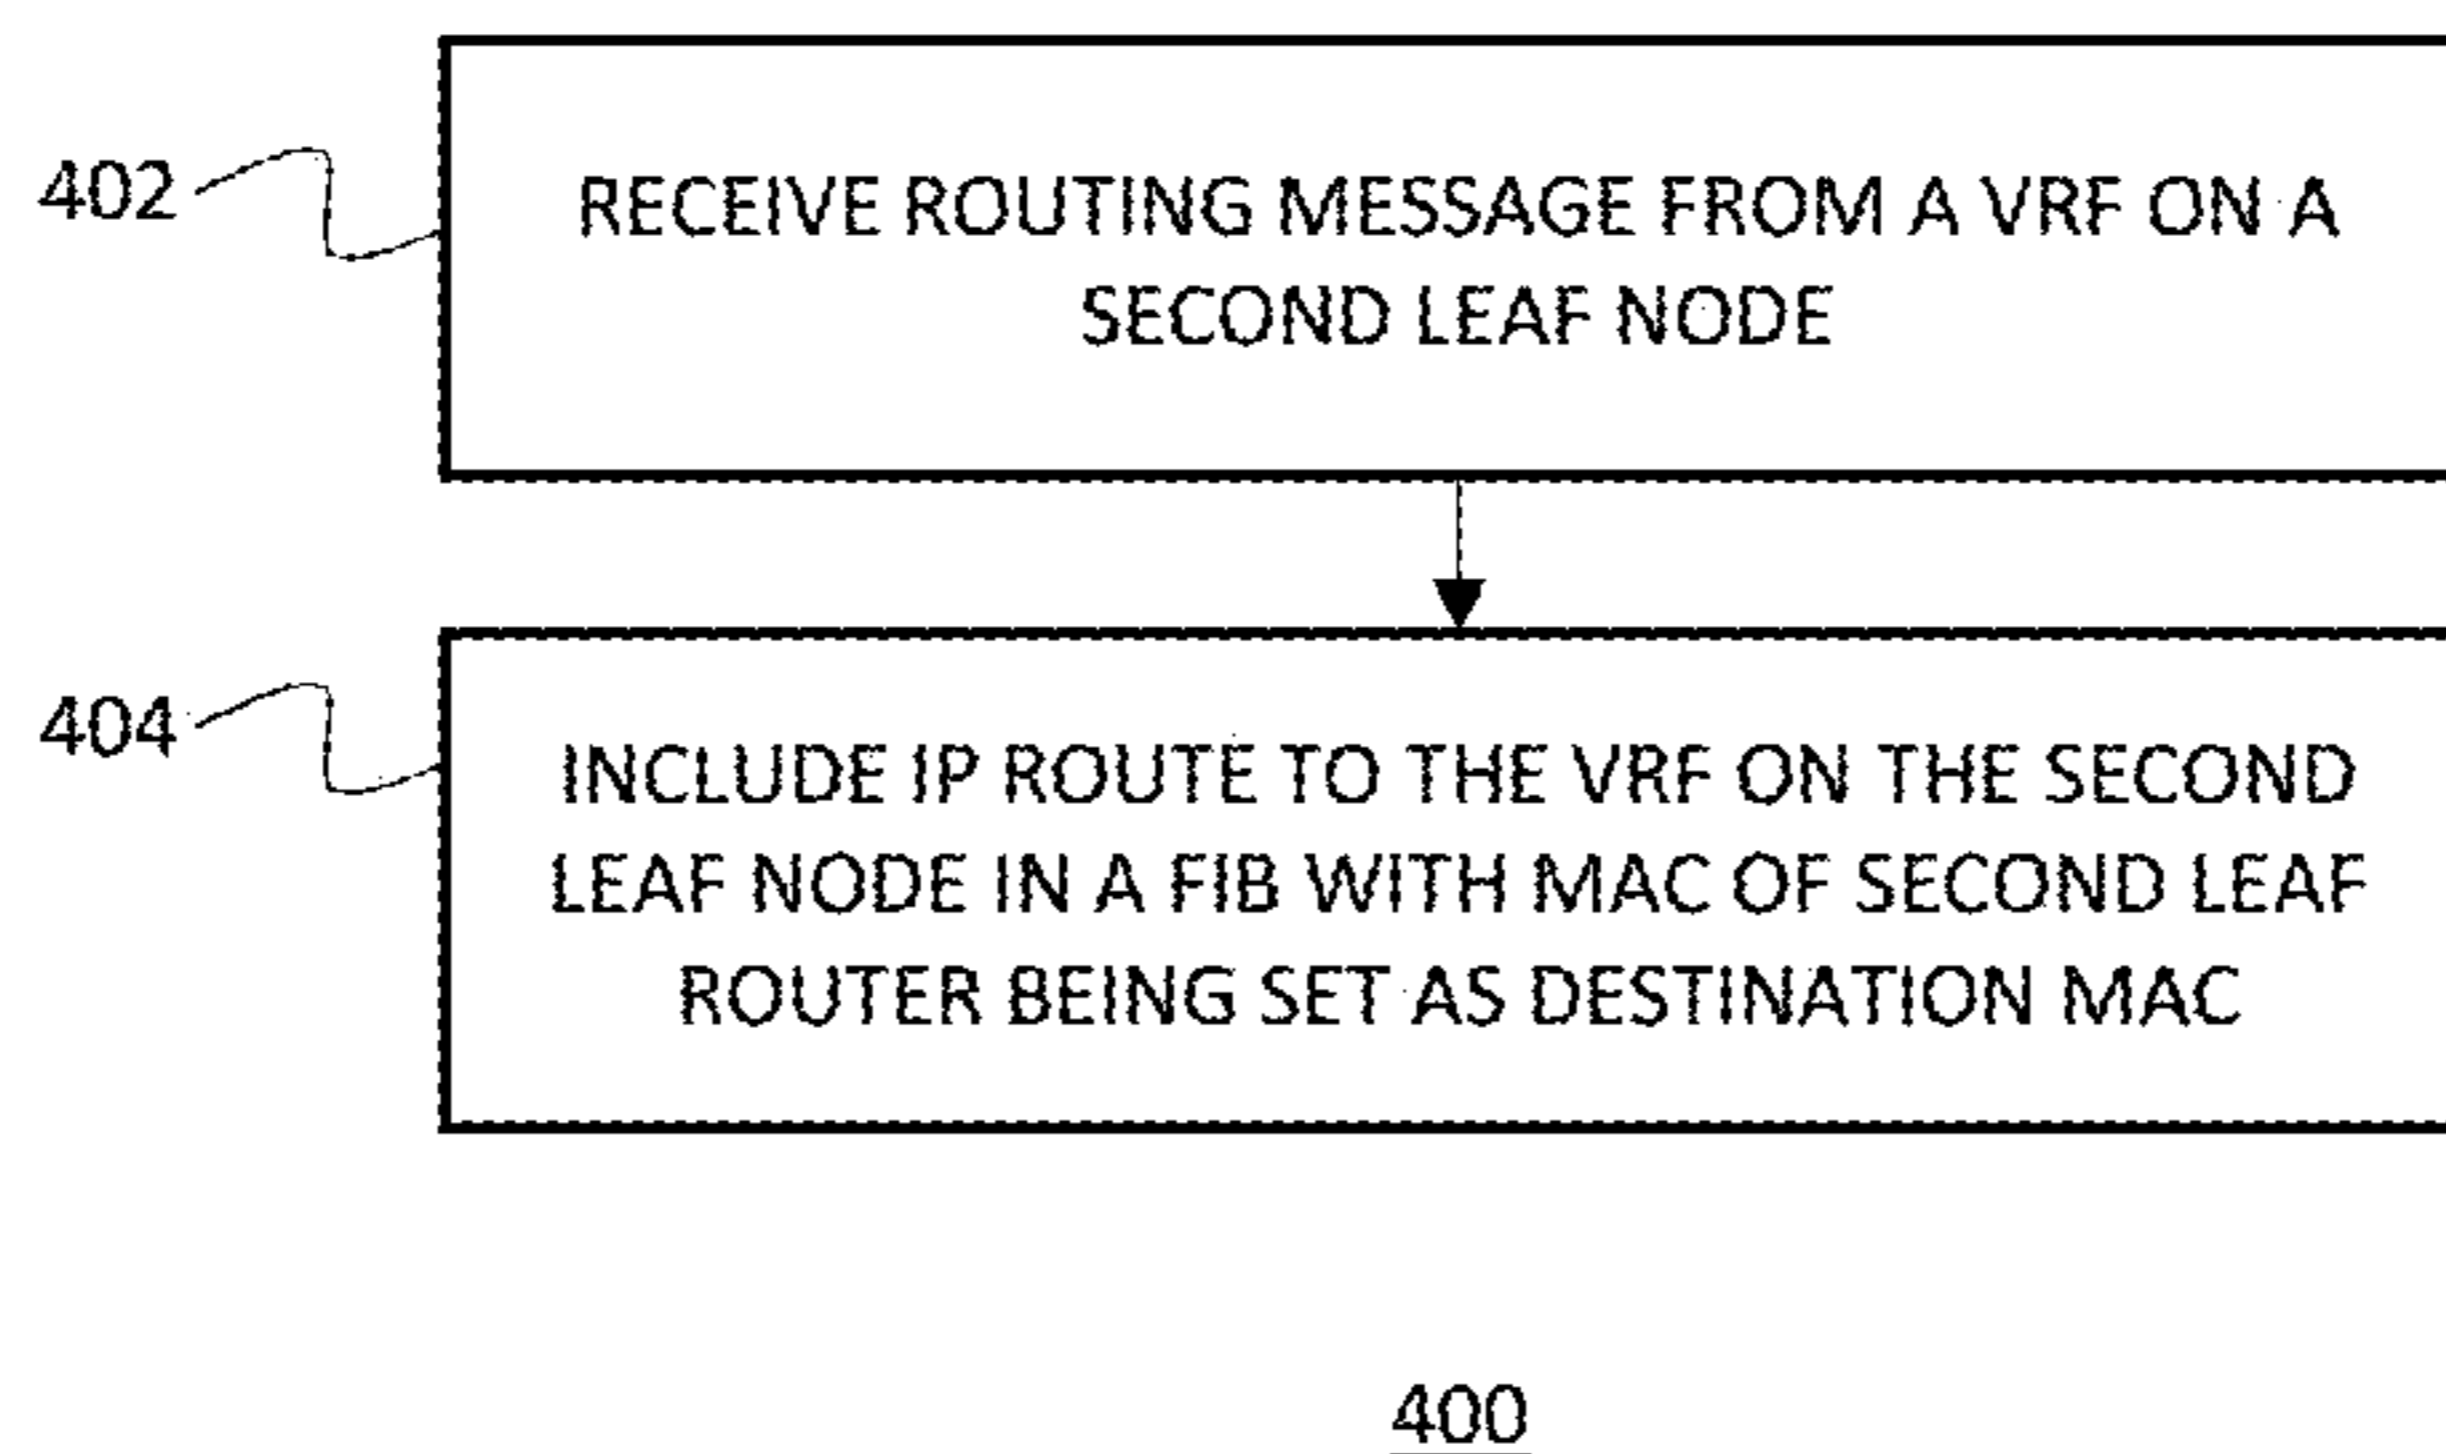 402
RECEIVE ROUTING MESSAGE FROM A VRF ON A
SECOND LEAF NODE
404
INCLUDE IP ROUTE TO THE VRF ON THE SECOND
LEAF NODE IN A FIB WITH MAC OF SECOND LEAF
ROUTER BEING SET AS DESTINATION MAC
400